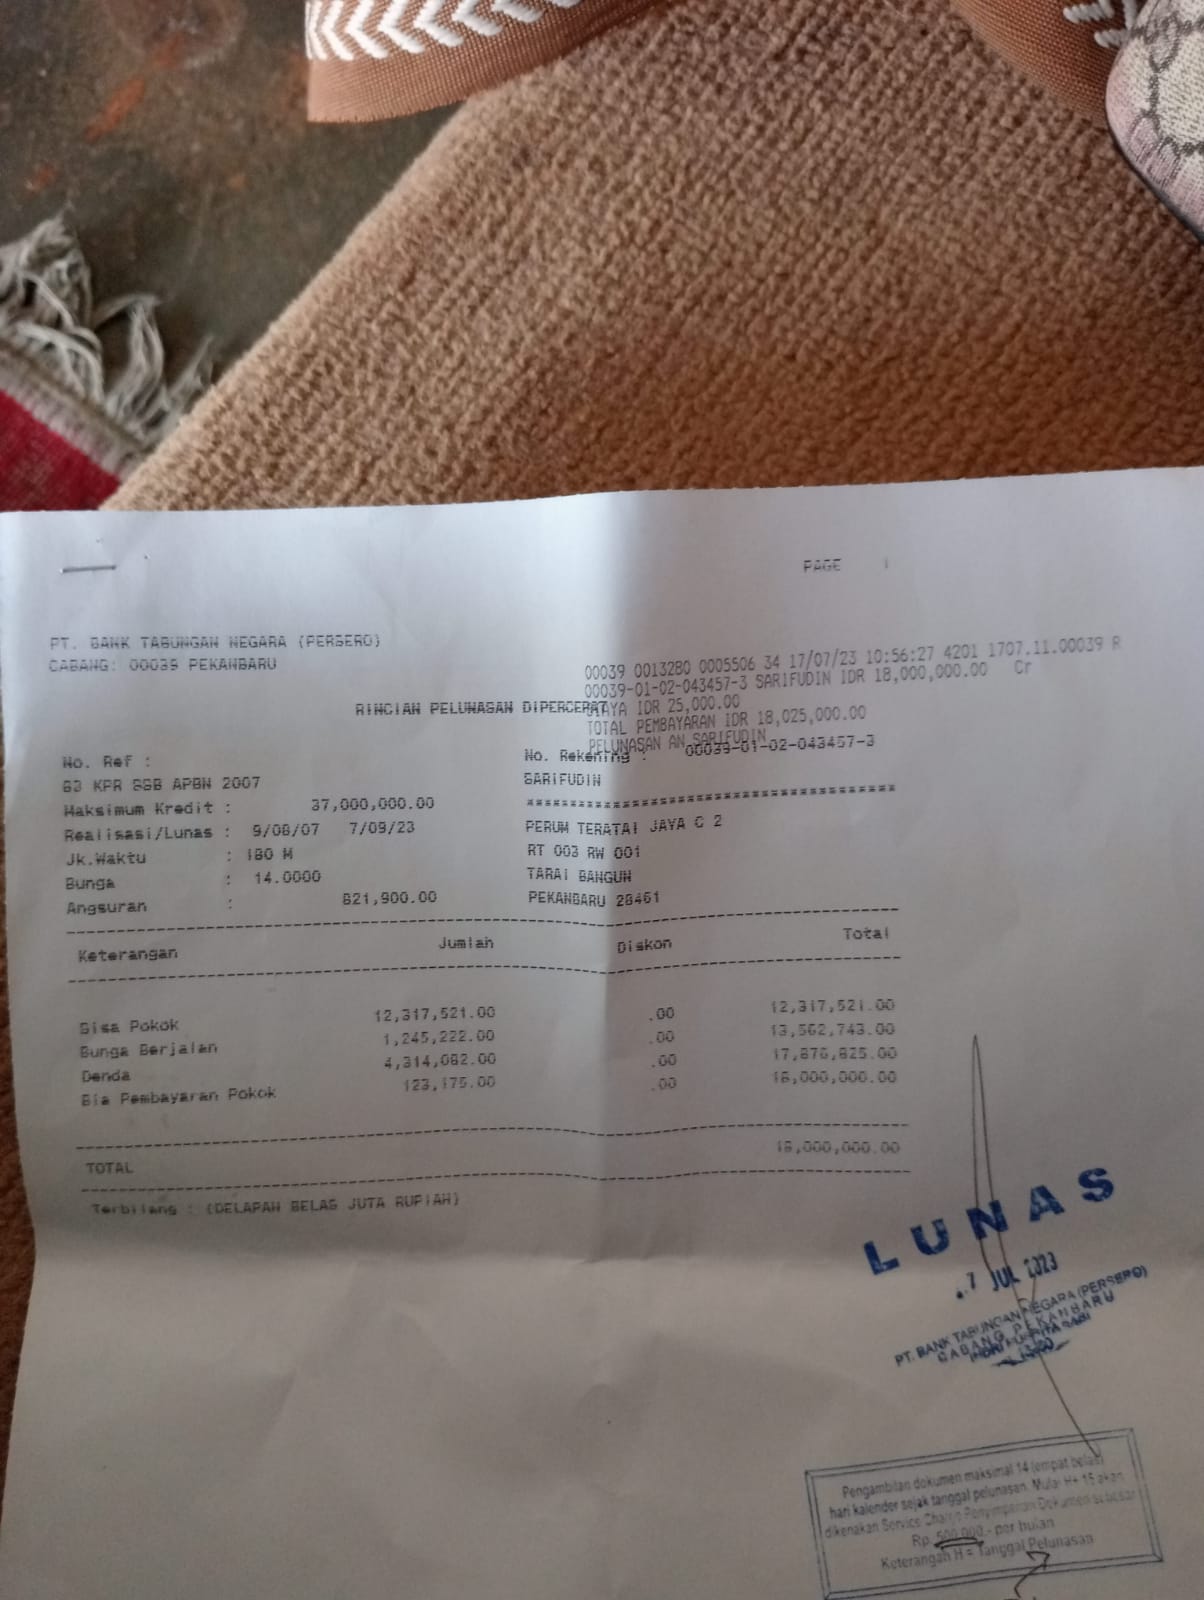 PAGE 1
PT. BANK TABUNGAN NEGARA (PERSERO)
CABANG: 00039 PEKANBARU
00039 0013280 0005506 34 17/07/23 10:56:27 4201 1707.11.00039 R
00039-01-02-043457-3 SARIFUDIN IDR 18,000,000.00 Cr
BIAYA IDR 25,000.00
TOTAL PEMBAYARAN IDR 18,025,000.00
PELUNASAN AN SARIFUDIN
RINCIAN PELUNASAN DIPERCEPAT
No. Ref :
No. Rekening : 00039-01-02-043457-3
63 KPR SSB APBN 2007
SARIFUDIN
Maksimum Kredit : 37,000,000.00
************************************
Realisasi/Lunas : 9/08/07 7/09/23
PERUM TERATAI JAYA C 2
Jk.Waktu : 180 M
RT 003 RW 001
Bunga : 14.0000
TARAI BANGUN
Angsuran : 821,900.00
PEKANBARU 28461
Keterangan Jumlah Diskon Total
Sisa Pokok 12,317,521.00 .00 12,317,521.00
Bunga Berjalan 1,245,222.00 .00 13,562,743.00
Denda 4,314,082.00 .00 17,876,825.00
Bia Pembayaran Pokok 123,175.00 .00 18,000,000.00
TOTAL 18,000,000.00
Terbilang : (DELAPAN BELAS JUTA RUPIAH)
LUNAS
7 JUL 2023
PT. BANK TABUNGAN NEGARA (PERSERO)
CABANG PEKANBARU
Pengambilan dokumen maksimal 14 (empat belas)
hari kalender sejak tanggal pelunasan. Mulai H+ 15 akan
dikenakan Service Charge Penyimpanan Dokumen sebesar
Rp. 500.000,- per bulan
Keterangan H = Tanggal Pelunasan